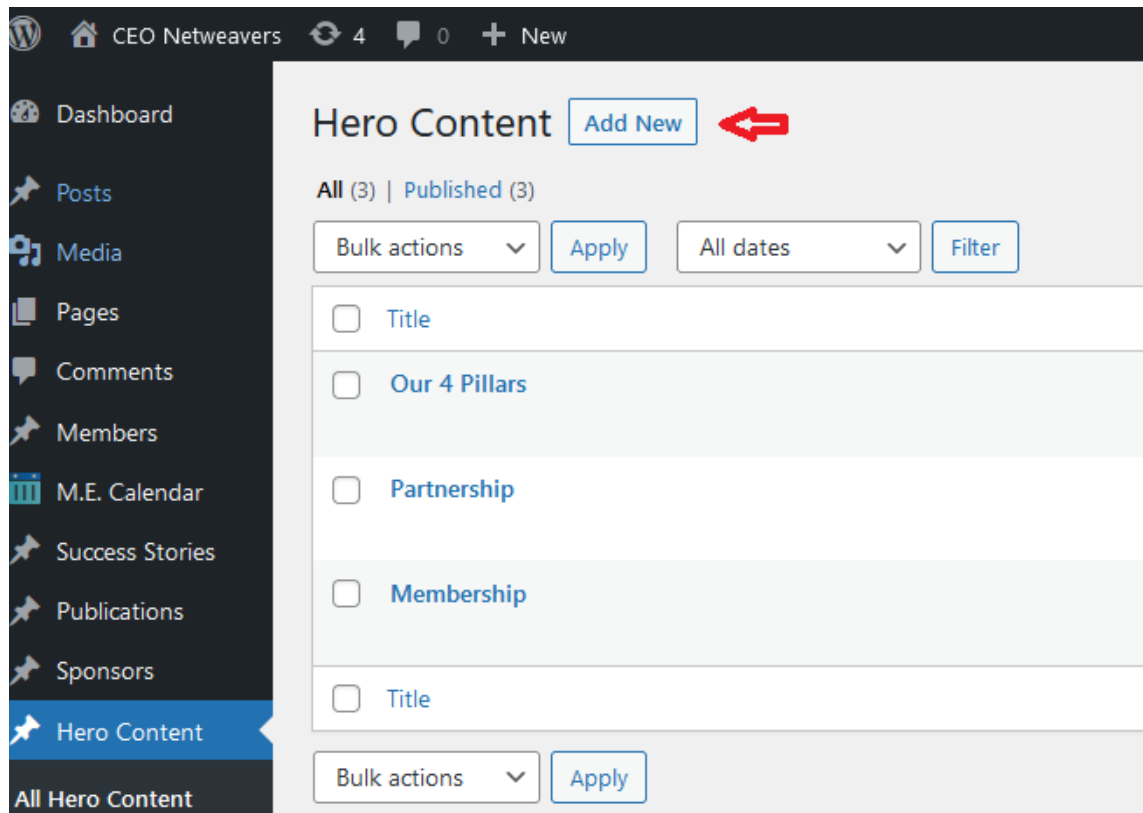 CEO Netweavers 4 0 New
Dashboard
Posts
Media
Pages
Comments
Members
M.E. Calendar
Success Stories
Publications
Sponsors
Hero Content
All Hero Content
Hero Content Add New
All (3) | Published (3)
Bulk actions Apply All dates Filter
Title
Our 4 Pillars
Partnership
Membership
Title
Bulk actions Apply